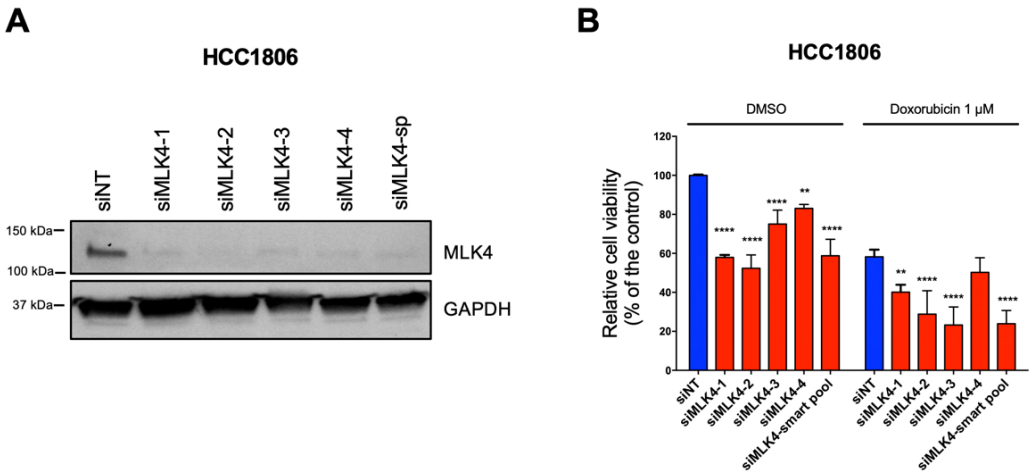 A
HCC1806
siNT
siMLK4-1
siMLK4-2
siMLK4-3
siMLK4-4
siMLK4-sp
150 kDa
100 kDa
MLK4
37 kDa
GAPDH
B
HCC1806
DMSO
Doxorubicin 1 µM
Relative cell viability
(% of the control)
120
100
80
60
40
20
0
****
****
****
**
****
**
****
****
****
siNT
siMLK4-1
siMLK4-2
siMLK4-3
siMLK4-4
siMLK4-smart pool
siNT
siMLK4-1
siMLK4-2
siMLK4-3
siMLK4-4
siMLK4-smart pool